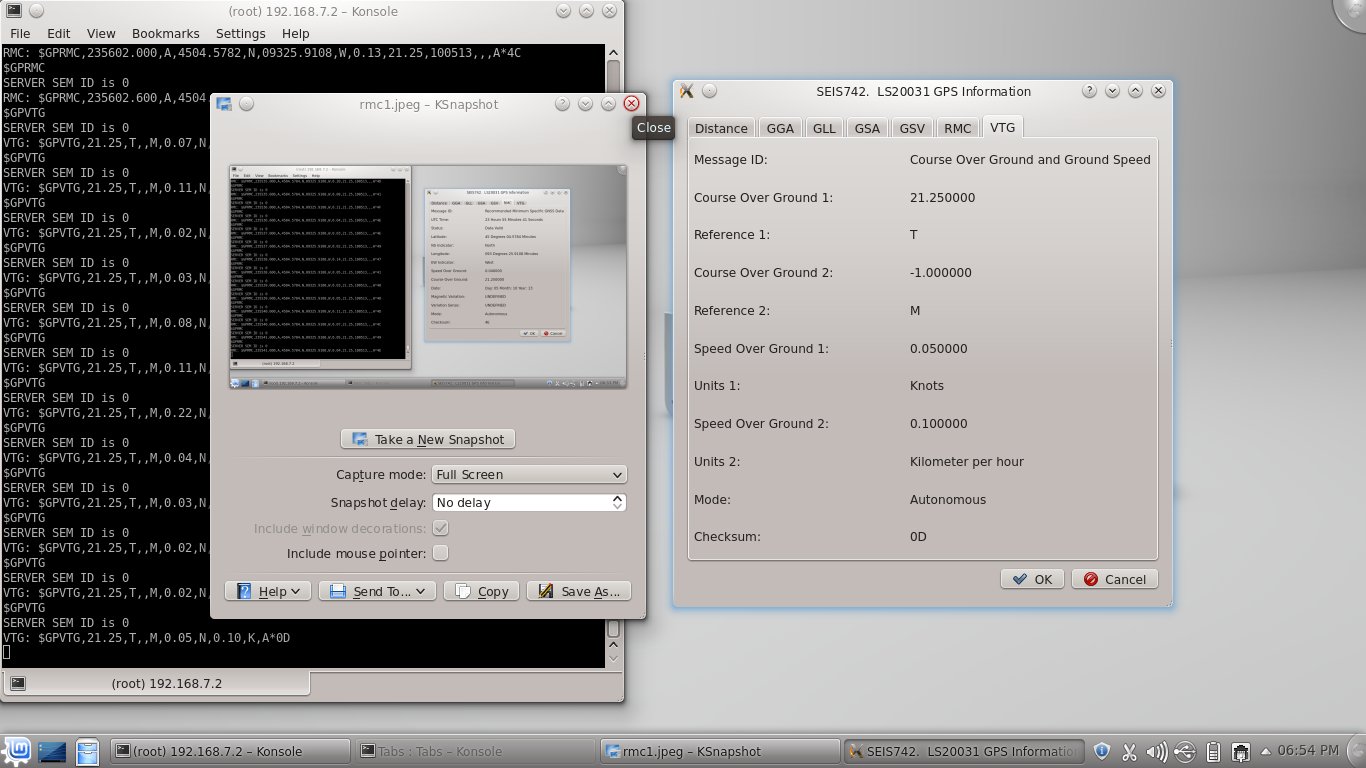 (root) 192.168.7.2 – Konsole
File Edit View Bookmarks Settings Help
RMC: $GPRMC,235602.000,A,4504.5782,N,09325.9108,W,0.13,21.25,100513,,,A*4C
$GPRMC
SERVER SEM ID is 0
RMC: $GPRMC,235602.600,A,4504
$GPVTG
SERVER SEM ID is 0
VTG: $GPVTG,21.25,T,,M,0.07,N,
$GPVTG
SERVER SEM ID is 0
VTG: $GPVTG,21.25,T,,M,0.11,N,
$GPVTG
SERVER SEM ID is 0
VTG: $GPVTG,21.25,T,,M,0.02,N,
$GPVTG
SERVER SEM ID is 0
VTG: $GPVTG,21.25,T,,M,0.03,N,
$GPVTG
SERVER SEM ID is 0
VTG: $GPVTG,21.25,T,,M,0.08,N,
$GPVTG
SERVER SEM ID is 0
VTG: $GPVTG,21.25,T,,M,0.11,N,
$GPVTG
SERVER SEM ID is 0
VTG: $GPVTG,21.25,T,,M,0.22,N,
$GPVTG
SERVER SEM ID is 0
VTG: $GPVTG,21.25,T,,M,0.04,N,
$GPVTG
SERVER SEM ID is 0
VTG: $GPVTG,21.25,T,,M,0.03,N,
$GPVTG
SERVER SEM ID is 0
VTG: $GPVTG,21.25,T,,M,0.02,N,
$GPVTG
SERVER SEM ID is 0
VTG: $GPVTG,21.25,T,,M,0.02,N,
$GPVTG
SERVER SEM ID is 0
VTG: $GPVTG,21.25,T,,M,0.05,N,0.10,K,A*0D
(root) 192.168.7.2
rmc1.jpeg – KSnapshot
Close
Take a New Snapshot
Capture mode: Full Screen
Snapshot delay: No delay
Include window decorations:
Include mouse pointer:
Help Send To... Copy Save As...
SEIS742. LS20031 GPS Information
Distance GGA GLL GSA GSV RMC VTG
Message ID: Course Over Ground and Ground Speed
Course Over Ground 1: 21.250000
Reference 1: T
Course Over Ground 2: -1.000000
Reference 2: M
Speed Over Ground 1: 0.050000
Units 1: Knots
Speed Over Ground 2: 0.100000
Units 2: Kilometer per hour
Mode: Autonomous
Checksum: 0D
OK Cancel
(root) 192.168.7.2 – Konsole
Tabs : Tabs – Konsole
rmc1.jpeg – KSnapshot
SEIS742. LS20031 GPS Informatio
06:54 PM